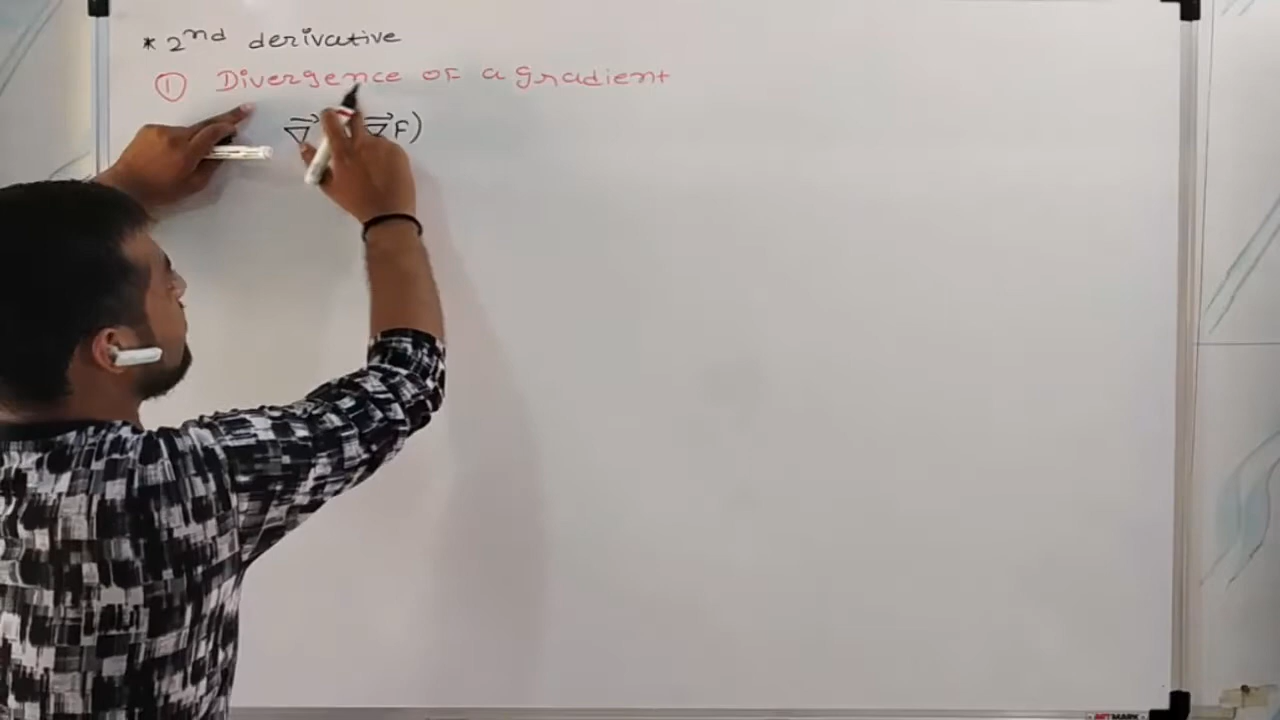 * 2nd derivative
① Divergence of a gradient
∇⃗ ∇⃗F)